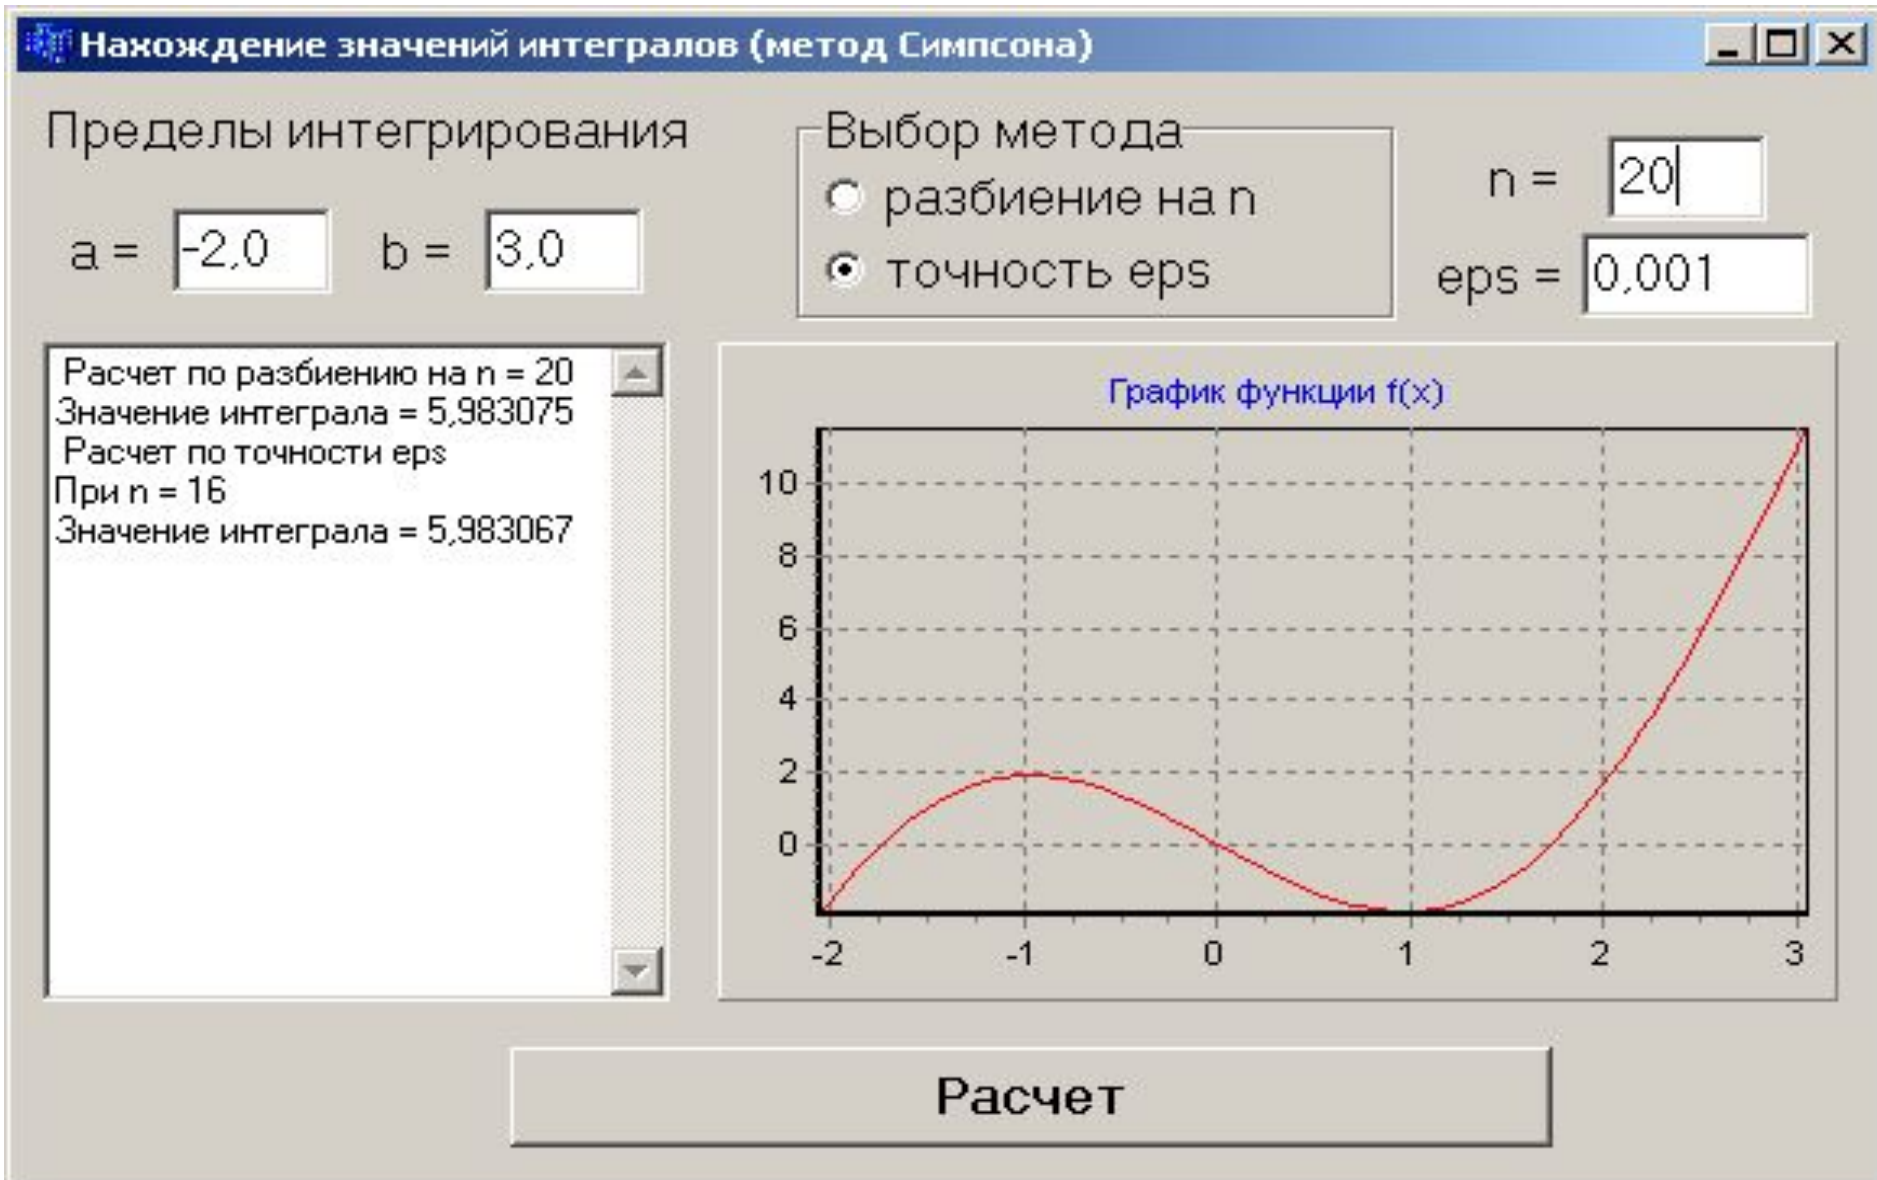 Нахождение значений интегралов (метод Симпсона)
Пределы интегрирования
a = -2,0 b = 3,0
Выбор метода
разбиение на n
точность eps
n = 20
eps = 0,001
Расчет по разбиению на n = 20
Значение интеграла = 5,983075
Расчет по точности eps
При n = 16
Значение интеграла = 5,983067
График функции f(x)
10
8
6
4
2
0
-2 -1 0 1 2 3
Расчет